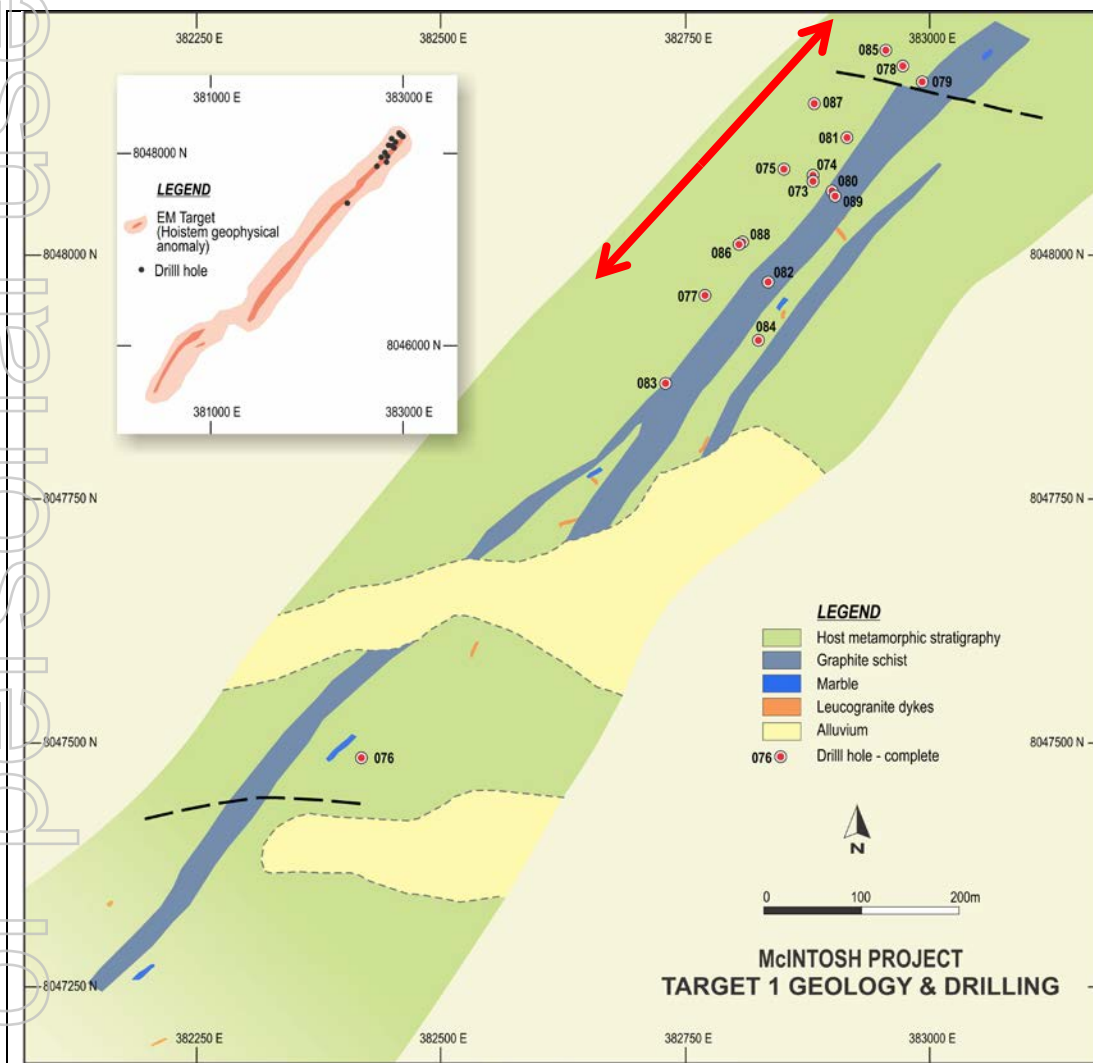 382250 E
382500 E
382750 E
383000 E
085
078
079
087
081
075
074
073
080
089
088
086
082
077
084
083
076
8048000 N
8048000 N
8047750 N
8047750 N
8047500 N
8047500 N
8047250 N
8047250 N
381000 E
383000 E
8048000 N
LEGEND
EM Target
(Hoistem geophysical
anomaly)
Drilll hole
8046000 N
381000 E
383000 E
LEGEND
Host metamorphic stratigraphy
Graphite schist
Marble
Leucogranite dykes
Alluvium
076 Drilll hole - complete
N
0 100 200m
McINTOSH PROJECT
TARGET 1 GEOLOGY & DRILLING
382250 E
382500 E
382750 E
383000 E